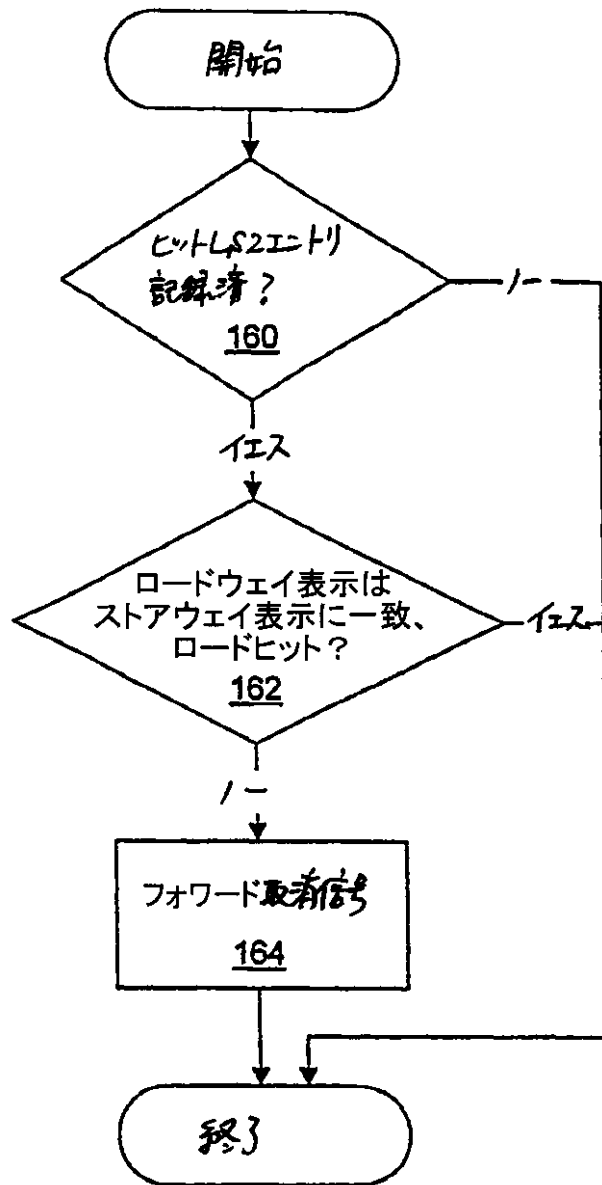 開始
ヒットLS2エントリ
記録済?
160
ノー
イエス
ロードウェイ表示は
ストアウェイ表示に一致、
ロードヒット?
162
イエス
ノー
フォワード取消信号
164
終了